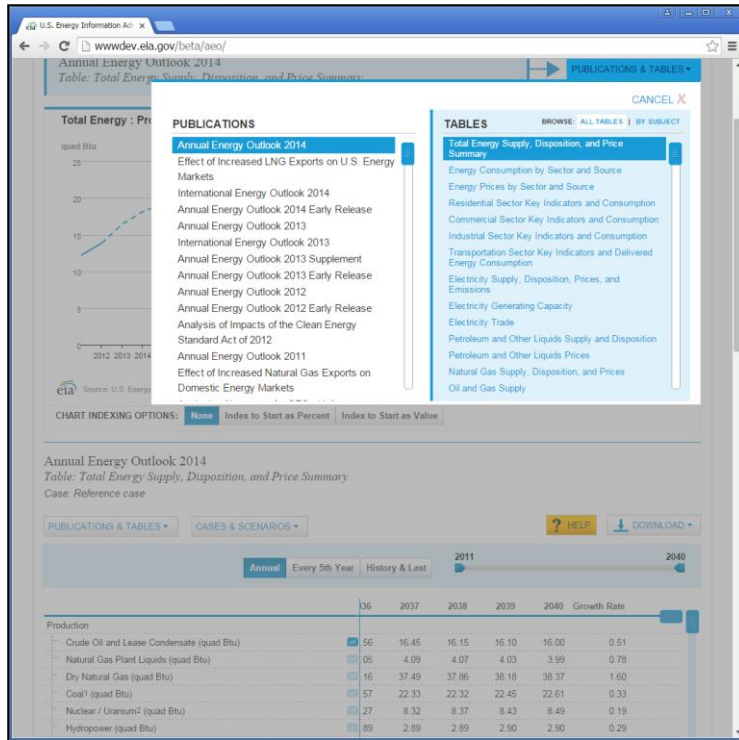 U.S. Energy Information Ad
wwwdev.eia.gov/beta/aeo/
Annual Energy Outlook 2014
Table: Total Energy Supply, Disposition, and Price Summary
PUBLICATIONS & TABLES
CANCEL X
Total Energy : Pr
quad Btu
25
20
15
10
5
0
2012 2013 2014
eia Source: U.S. Energy
PUBLICATIONS
Annual Energy Outlook 2014
Effect of Increased LNG Exports on U.S. Energy
Markets
International Energy Outlook 2014
Annual Energy Outlook 2014 Early Release
Annual Energy Outlook 2013
International Energy Outlook 2013
Annual Energy Outlook 2013 Supplement
Annual Energy Outlook 2013 Early Release
Annual Energy Outlook 2012
Annual Energy Outlook 2012 Early Release
Analysis of Impacts of the Clean Energy
Standard Act of 2012
Annual Energy Outlook 2011
Effect of Increased Natural Gas Exports on
Domestic Energy Markets
TABLES
BROWSE: ALL TABLES | BY SUBJECT
Total Energy Supply, Disposition, and Price
Summary
Energy Consumption by Sector and Source
Energy Prices by Sector and Source
Residential Sector Key Indicators and Consumption
Commercial Sector Key Indicators and Consumption
Industrial Sector Key Indicators and Consumption
Transportation Sector Key Indicators and Delivered
Energy Consumption
Electricity Supply, Disposition, Prices, and
Emissions
Electricity Generating Capacity
Electricity Trade
Petroleum and Other Liquids Supply and Disposition
Petroleum and Other Liquids Prices
Natural Gas Supply, Disposition, and Prices
Oil and Gas Supply
CHART INDEXING OPTIONS: None Index to Start as Percent Index to Start as Value
Annual Energy Outlook 2014
Table: Total Energy Supply, Disposition, and Price Summary
Case: Reference case
PUBLICATIONS & TABLES CASES & SCENARIOS ? HELP DOWNLOAD
Annual Every 5th Year History & Last 2011 2040
36 2037 2038 2039 2040 Growth Rate
Production
Crude Oil and Lease Condensate (quad Btu) .56 16.45 16.15 16.10 16.00 0.51
Natural Gas Plant Liquids (quad Btu) .05 4.09 4.07 4.03 3.99 0.78
Dry Natural Gas (quad Btu) .16 37.49 37.86 38.18 38.37 1.60
Coal1 (quad Btu) .57 22.33 22.32 22.45 22.61 0.33
Nuclear / Uranium2 (quad Btu) .27 8.32 8.37 8.43 8.49 0.19
Hydropower (quad Btu) .89 2.89 2.89 2.90 2.90 0.29